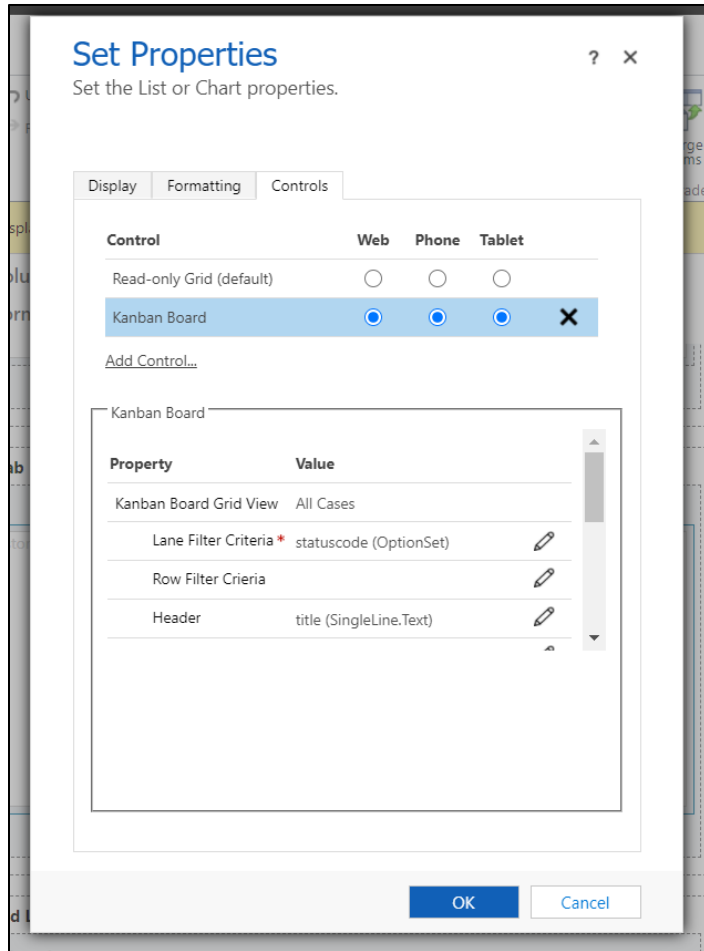 Set Properties
? ×
Set the List or Chart properties.
Display Formatting Controls
Control Web Phone Tablet
Read-only Grid (default)
Kanban Board
Add Control...
Kanban Board
Property Value
Kanban Board Grid View All Cases
Lane Filter Criteria * statuscode (OptionSet)
Row Filter Crieria
Header title (SingleLine.Text)
OK Cancel